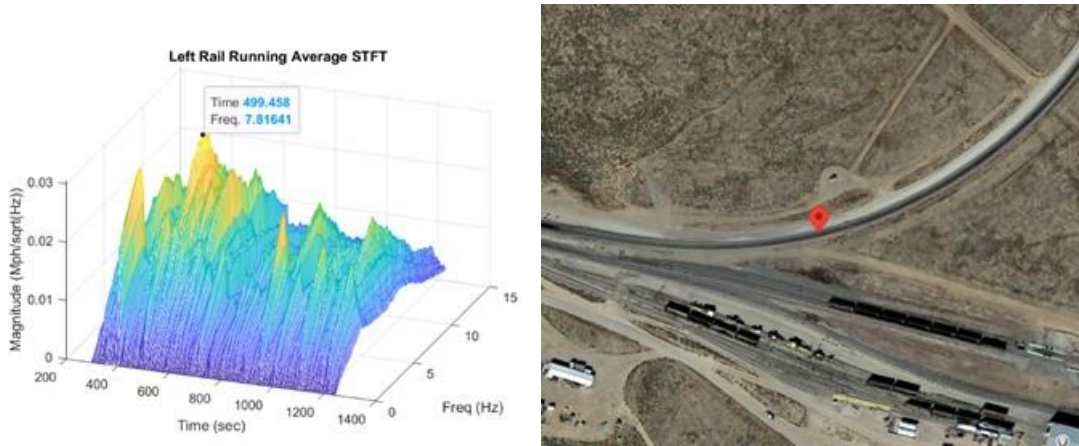 Left Rail Running Average STFT
Time 499.458
Freq. 7.81641
Magnitude (Mph/sqrt(Hz))
0.03
0.02
0.01
0
200
400
600
800
1000
1200
1400
Time (sec)
0
5
10
15
Freq (Hz)